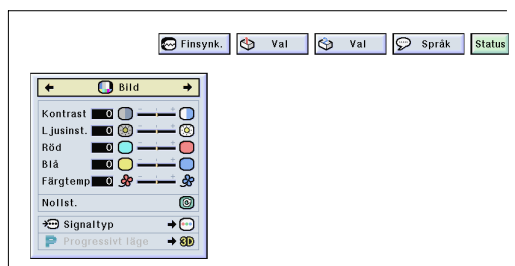 Finsynk. Val Val Språk Status
Bild
Kontrast 0
Ljusinst. 0
Röd 0
Blå 0
Färgtemp 0
Nollst.
Signaltyp
P Progressivt läge 3D